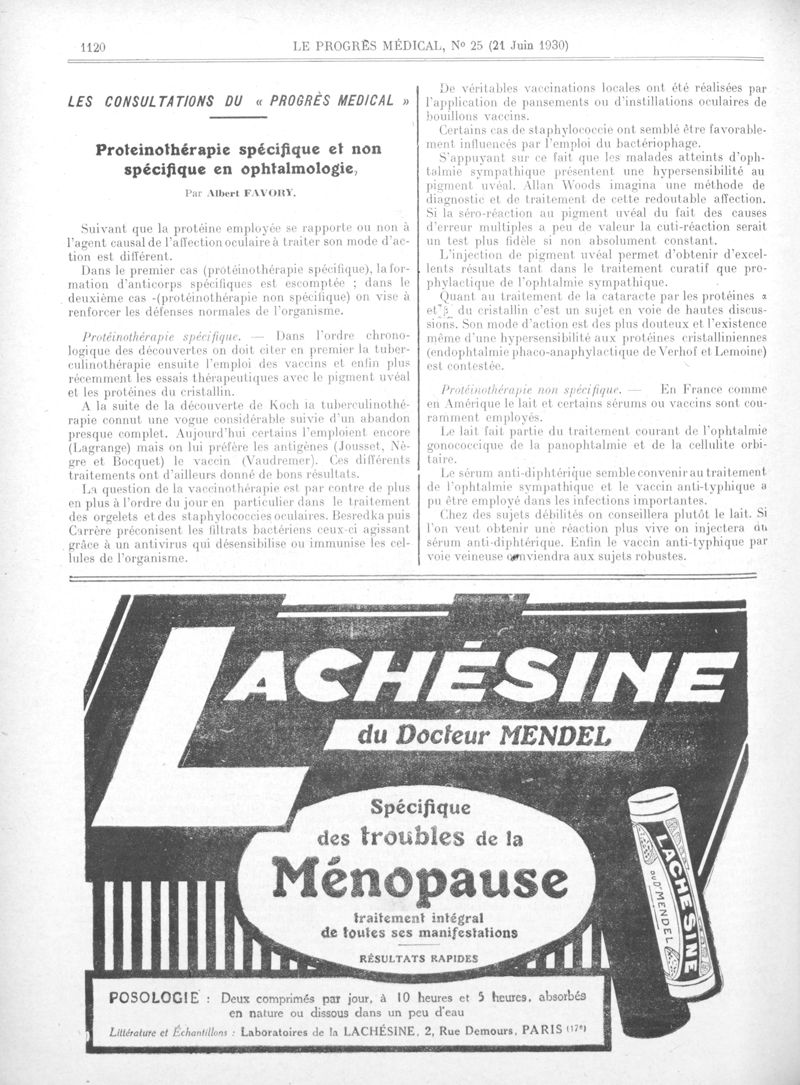 1120
LE PROGRÈS MÉDICAL, N° 25 (21 Juin 1930)
LES CONSULTATIONS DU « PROGRÈS MEDICAL »
Proteinothérapie spécifique et non
spécifique en ophtalmologie,
Par Albert FAVORY.
Suivant que la protéine employée se rapporte ou non à
l'agent causal de l'affection oculaire à traiter son mode d'ac-
tion est différent.
Dans le premier cas (protéinothérapie spécifique), la for-
mation d'anticorps spécifiques est escomptée ; dans le
deuxième cas -(protéinothérapie non spécifique) on vise à
renforcer les défenses normales de l'organisme.
Protéinothérapie spécifique. — Dans l'ordre chrono-
logique des découvertes on doit citer en premier la tuber-
culinothérapie ensuite l'emploi des vaccins et enfin plus
récemment les essais thérapeutiques avec le pigment uvéal
et les protéines du cristallin.
A la suite de la découverte de Koch la tuberculinothé-
rapie connut une vogue considérable suivie d'un abandon
presque complet. Aujourd'hui certains l'emploient encore
(Lagrange) mais on lui préfère les antigènes (Jousset, Nè-
gre et Bocquet) le vaccin (Vaudremer). Ces différents
traitements ont d'ailleurs donné de bons résultats.
La question de la vaccinothérapie est par contre de plus
en plus à l'ordre du jour en particulier dans le traitement
des orgelets et des staphylococcies oculaires. Besredka puis
Carrère préconisent les filtrats bactériens ceux-ci agissant
grâce à un antivirus qui désensibilise ou immunise les cel-
lules de l'organisme.
De véritables vaccinations locales ont été réalisées par
l'application de pansements ou d'instillations oculaires de
bouillons vaccins.
Certains cas de staphylococcie ont semblé être favorable-
ment influencés par l'emploi du bactériophage.
S'appuyant sur ce fait que les malades atteints d'oph-
talmie sympathique présentent une hypersensibilité au
pigment uvéal. Allan Woods imagina une méthode de
diagnostic et de traitement de cette redoutable affection.
Si la séro-réaction au pigment uvéal du fait des causes
d'erreur multiples a peu de valeur la cuti-réaction serait
un test plus fidèle si non absolument constant.
L'injection de pigment uvéal permet d'obtenir d'excel-
lents résultats tant dans le traitement curatif que pro-
phylactique de l'ophtalmie sympathique.
Quant au traitement de la cataracte par les protéines α
et β du cristallin c'est un sujet en voie de hautes discus-
sions. Son mode d'action est des plus douteux et l'existence
même d'une hypersensibilité aux protéines cristalliniennes
(endophtalmie phaco-anaphylactique de Verhof et Lemoine)
est contestée.
Protéinothérapie non spécifique. — En France comme
en Amérique le lait et certains sérums ou vaccins sont cou-
ramment employés.
Le lait fait partie du traitement courant de l'ophtalmie
gonococcique de la panophtalmie et de la cellulite orbi-
taire.
Le sérum anti-diphtérique semble convenir au traitement
de l'ophtalmie sympathique et le vaccin anti-typhique a
pu être employé dans les infections importantes.
Chez des sujets débilités on conseillera plutôt le lait. Si
l'on veut obtenir une réaction plus vive on injectera du
sérum anti-diphtérique. Enfin le vaccin anti-typhique par
voie veineuse conviendra aux sujets robustes.
LACHÉSINE
du Docteur MENDEL
Spécifique
des troubles de la
Ménopause
traitement intégral
de toutes ses manifestations
RÉSULTATS RAPIDES
LACHESINE
DU Dr MENDEL
POSOLOGIE : Deux comprimés par jour, à 10 heures et 5 heures, absorbés
en nature ou dissous dans un peu d'eau
Littérature et Échantillons : Laboratoires de la LACHÉSINE, 2, Rue Demours, PARIS (17e)